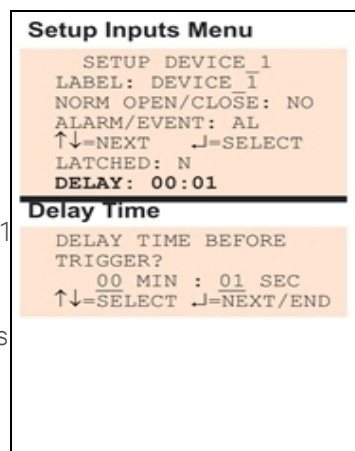 Setup Inputs Menu
SETUP DEVICE_1
LABEL: DEVICE_1
NORM OPEN/CLOSE: NO
ALARM/EVENT: AL
↑↓=NEXT ↵=SELECT
LATCHED: N
DELAY: 00:01
Delay Time
1
DELAY TIME BEFORE
TRIGGER?
00 MIN : 01 SEC
↑↓=SELECT ↵=NEXT/END
s